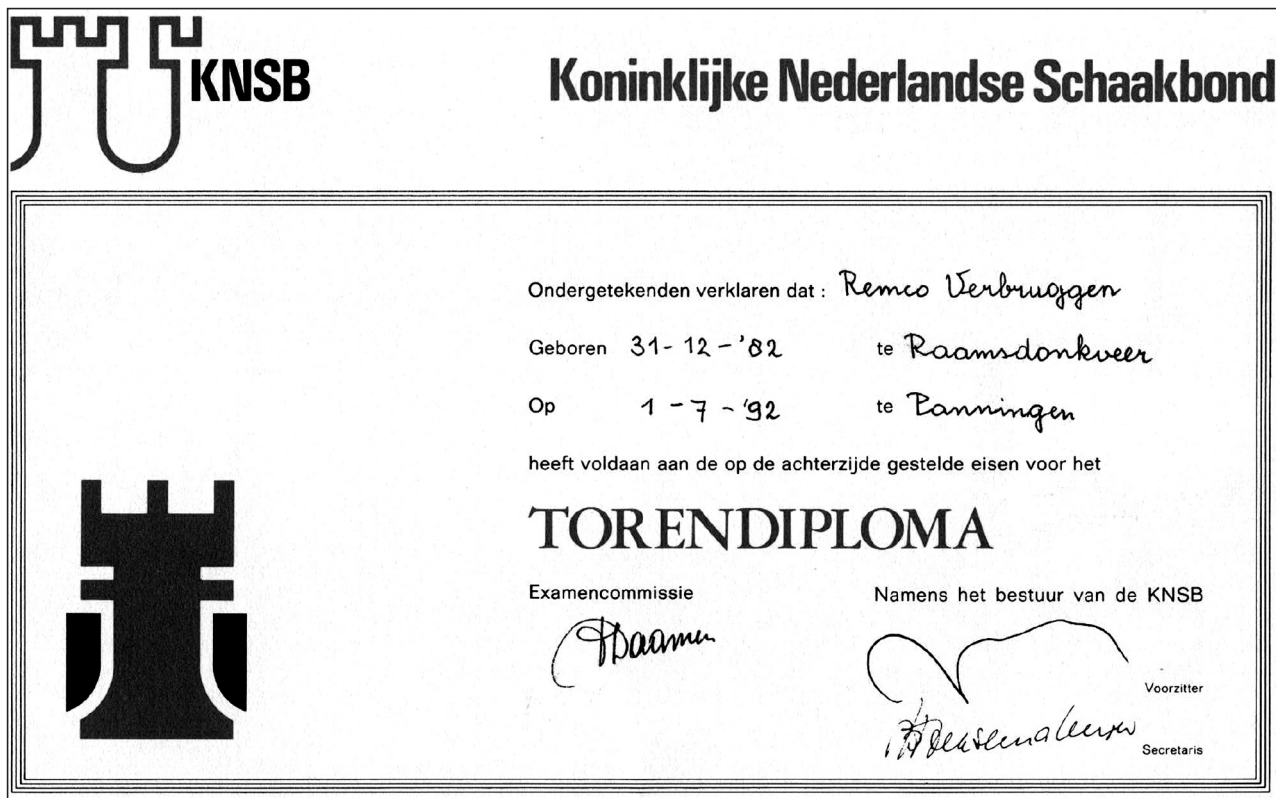 KNSB Koninklijke Nederlandse Schaakbond
Ondergetekenden verklaren dat : Remco Verbruggen
Geboren 31-12-'82 te Raamsdonkveer
Op 1-7-'92 te Panningen
heeft voldaan aan de op de achterzijde gestelde eisen voor het
TORENDIPLOMA
Examencommissie Namens het bestuur van de KNSB
Voorzitter
Secretaris